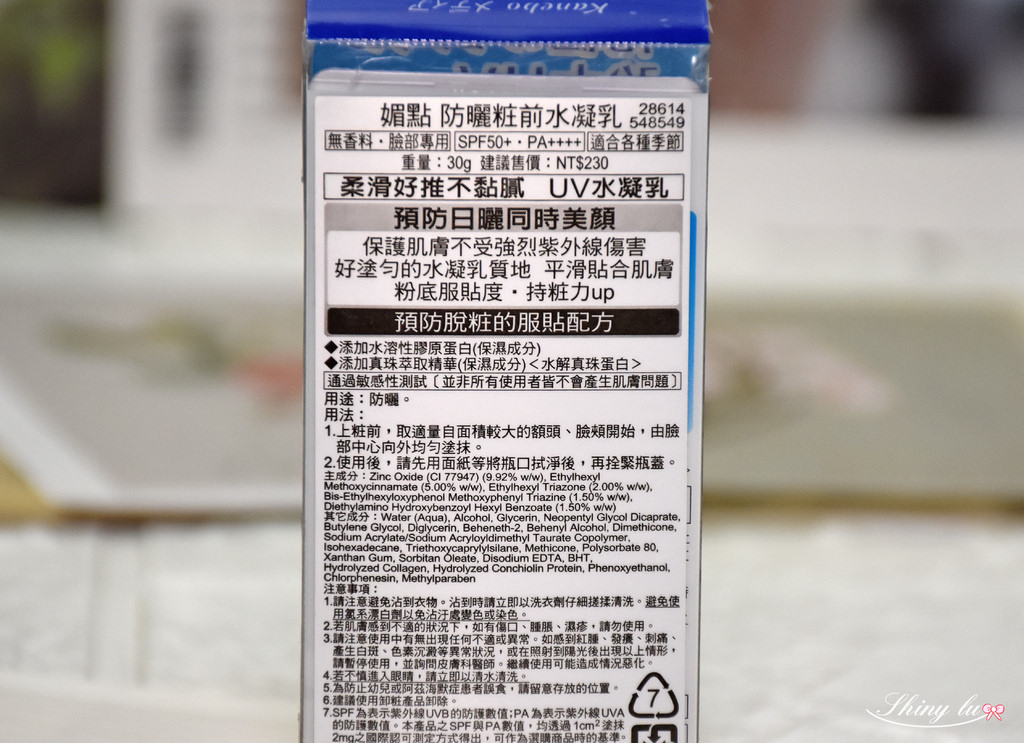 Kanebo メディア
媚點 防曬粧前水凝乳 28614
548549
無香料・臉部專用 SPF50+・PA++++ 適合各種季節
重量：30g 建議售價：NT$230
柔滑好推不黏膩 UV水凝乳
預防日曬同時美顏
保護肌膚不受強烈紫外線傷害
好塗勻的水凝乳質地 平滑貼合肌膚
粉底服貼度・持粧力up
預防脫粧的服貼配方
◆添加水溶性膠原蛋白(保濕成分)
◆添加真珠萃取精華(保濕成分)＜水解真珠蛋白＞
通過敏感性測試〔並非所有使用者皆不會產生肌膚問題〕
用途：防曬。
用法：
1.上粧前，取適量自面積較大的額頭、臉頰開始，由臉
部中心向外均勻塗抹。
2.使用後，請先用面紙等將瓶口拭淨後，再拴緊瓶蓋。
主成分：Zinc Oxide (CI 77947) (9.92% w/w), Ethylhexyl
Methoxycinnamate (5.00% w/w), Ethylhexyl Triazone (2.00% w/w),
Bis-Ethylhexyloxyphenol Methoxyphenyl Triazine (1.50% w/w),
Diethylamino Hydroxybenzoyl Hexyl Benzoate (1.50% w/w)
其它成分：Water (Aqua), Alcohol, Glycerin, Neopentyl Glycol Dicaprate,
Butylene Glycol, Diglycerin, Beheneth-2, Behenyl Alcohol, Dimethicone,
Sodium Acrylate/Sodium Acryloyldimethyl Taurate Copolymer,
Isohexadecane, Triethoxycaprylylsilane, Methicone, Polysorbate 80,
Xanthan Gum, Sorbitan Oleate, Disodium EDTA, BHT,
Hydrolyzed Collagen, Hydrolyzed Conchiolin Protein, Phenoxyethanol,
Chlorphenesin, Methylparaben
注意事項：
1.請注意避免沾到衣物。沾到時請立即以洗衣劑仔細搓揉清洗。避免使
用氯系漂白劑以免沾汙處變色或染色。
2.若肌膚感到不適的狀況下，如有傷口、腫脹、濕疹，請勿使用。
3.請注意使用中有無出現任何不適或異常。如感到紅腫、發癢、刺痛、
產生白斑、色素沉澱等異常狀況，或在照射到陽光後出現以上情形，
請暫停使用，並詢問皮膚科醫師。繼續使用可能造成情況惡化。
4.若不慎進入眼睛，請立即以清水清洗。
5.為防止幼兒或阿茲海默症患者誤食，請留意存放的位置。
6.建議使用卸粧產品卸除。
7.SPF為表示紫外線UVB的防護數值；PA為表示紫外線UVA
的防護數值。本產品之SPF與PA數值，均透過1cm²塗抹
2mg之國際認可測定方式得出，可作為選購商品時的基準。
7
Shiny lu